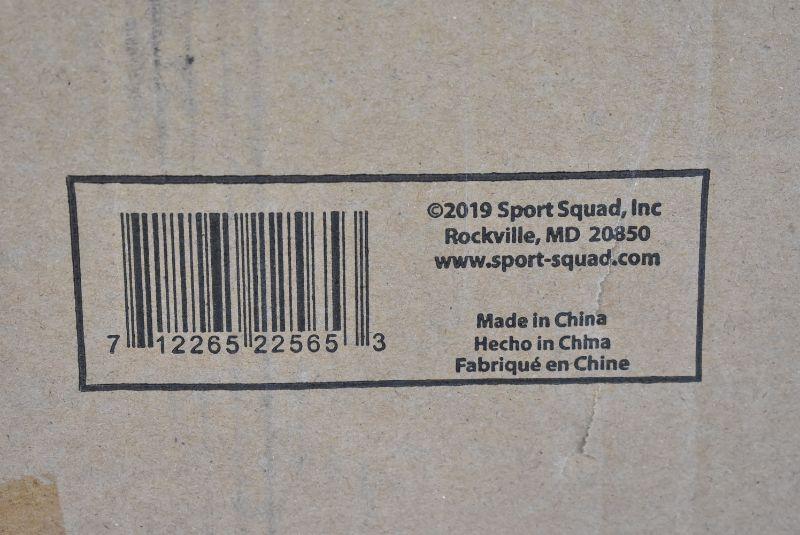 7 12265 22565 3
©2019 Sport Squad, Inc
Rockville, MD 20850
www.sport-squad.com
Made in China
Hecho in China
Fabriqué en Chine